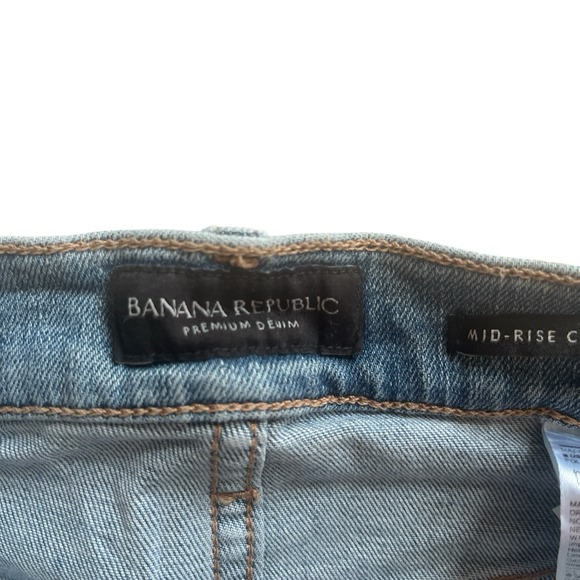 BANANA REPUBLIC
PREMIUM DENIM
MID-RISE C